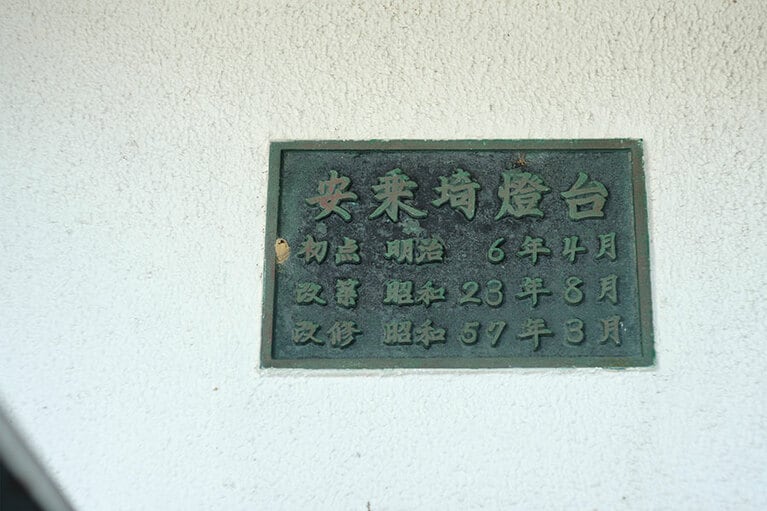 安乗埼燈台
初点 明治 6年4月
改築 昭和23年8月
改修 昭和57年3月